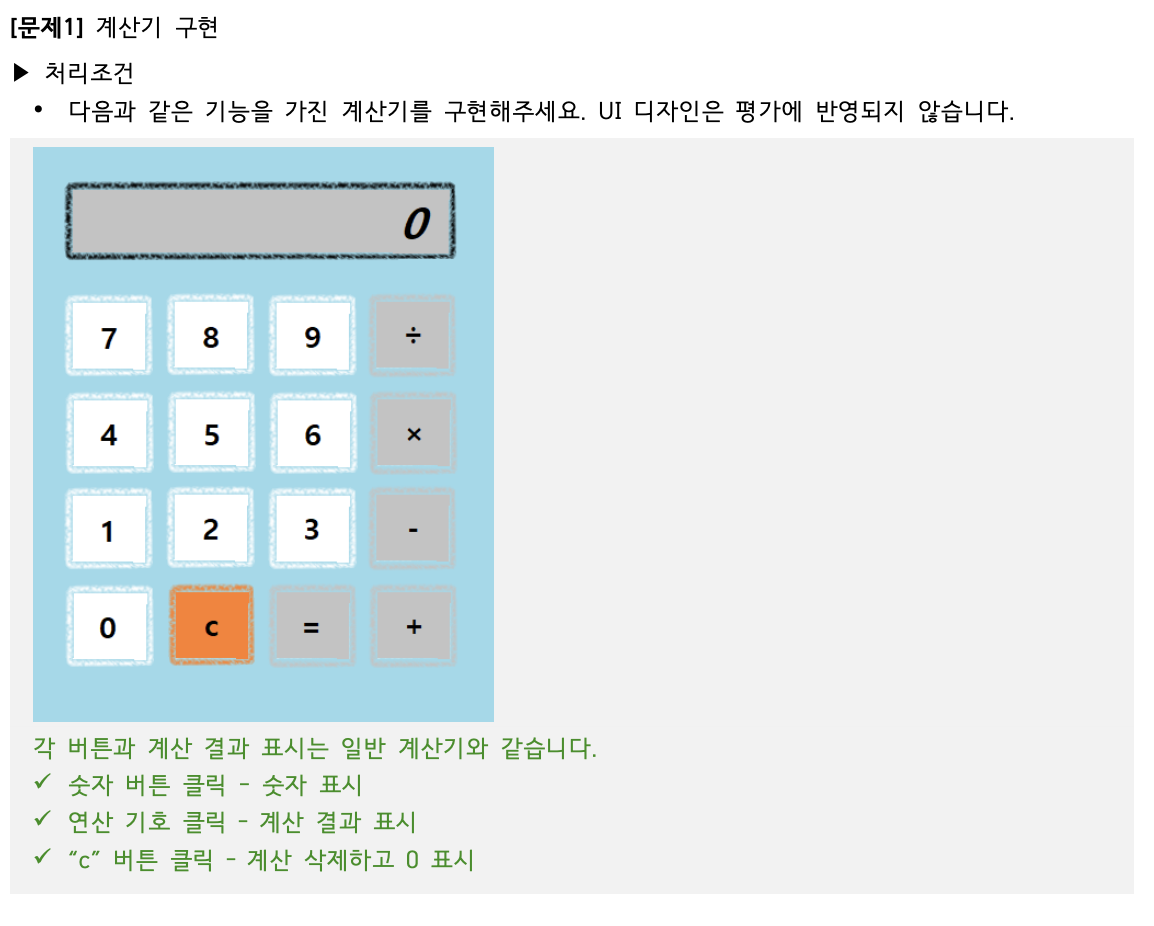 [문제1] 계산기 구현
▶ 처리조건
• 다음과 같은 기능을 가진 계산기를 구현해주세요. UI 디자인은 평가에 반영되지 않습니다.
0
7 8 9 ÷
4 5 6 ×
1 2 3 -
0 c = +
각 버튼과 계산 결과 표시는 일반 계산기와 같습니다.
✓ 숫자 버튼 클릭 - 숫자 표시
✓ 연산 기호 클릭 - 계산 결과 표시
✓ “c” 버튼 클릭 - 계산 삭제하고 0 표시